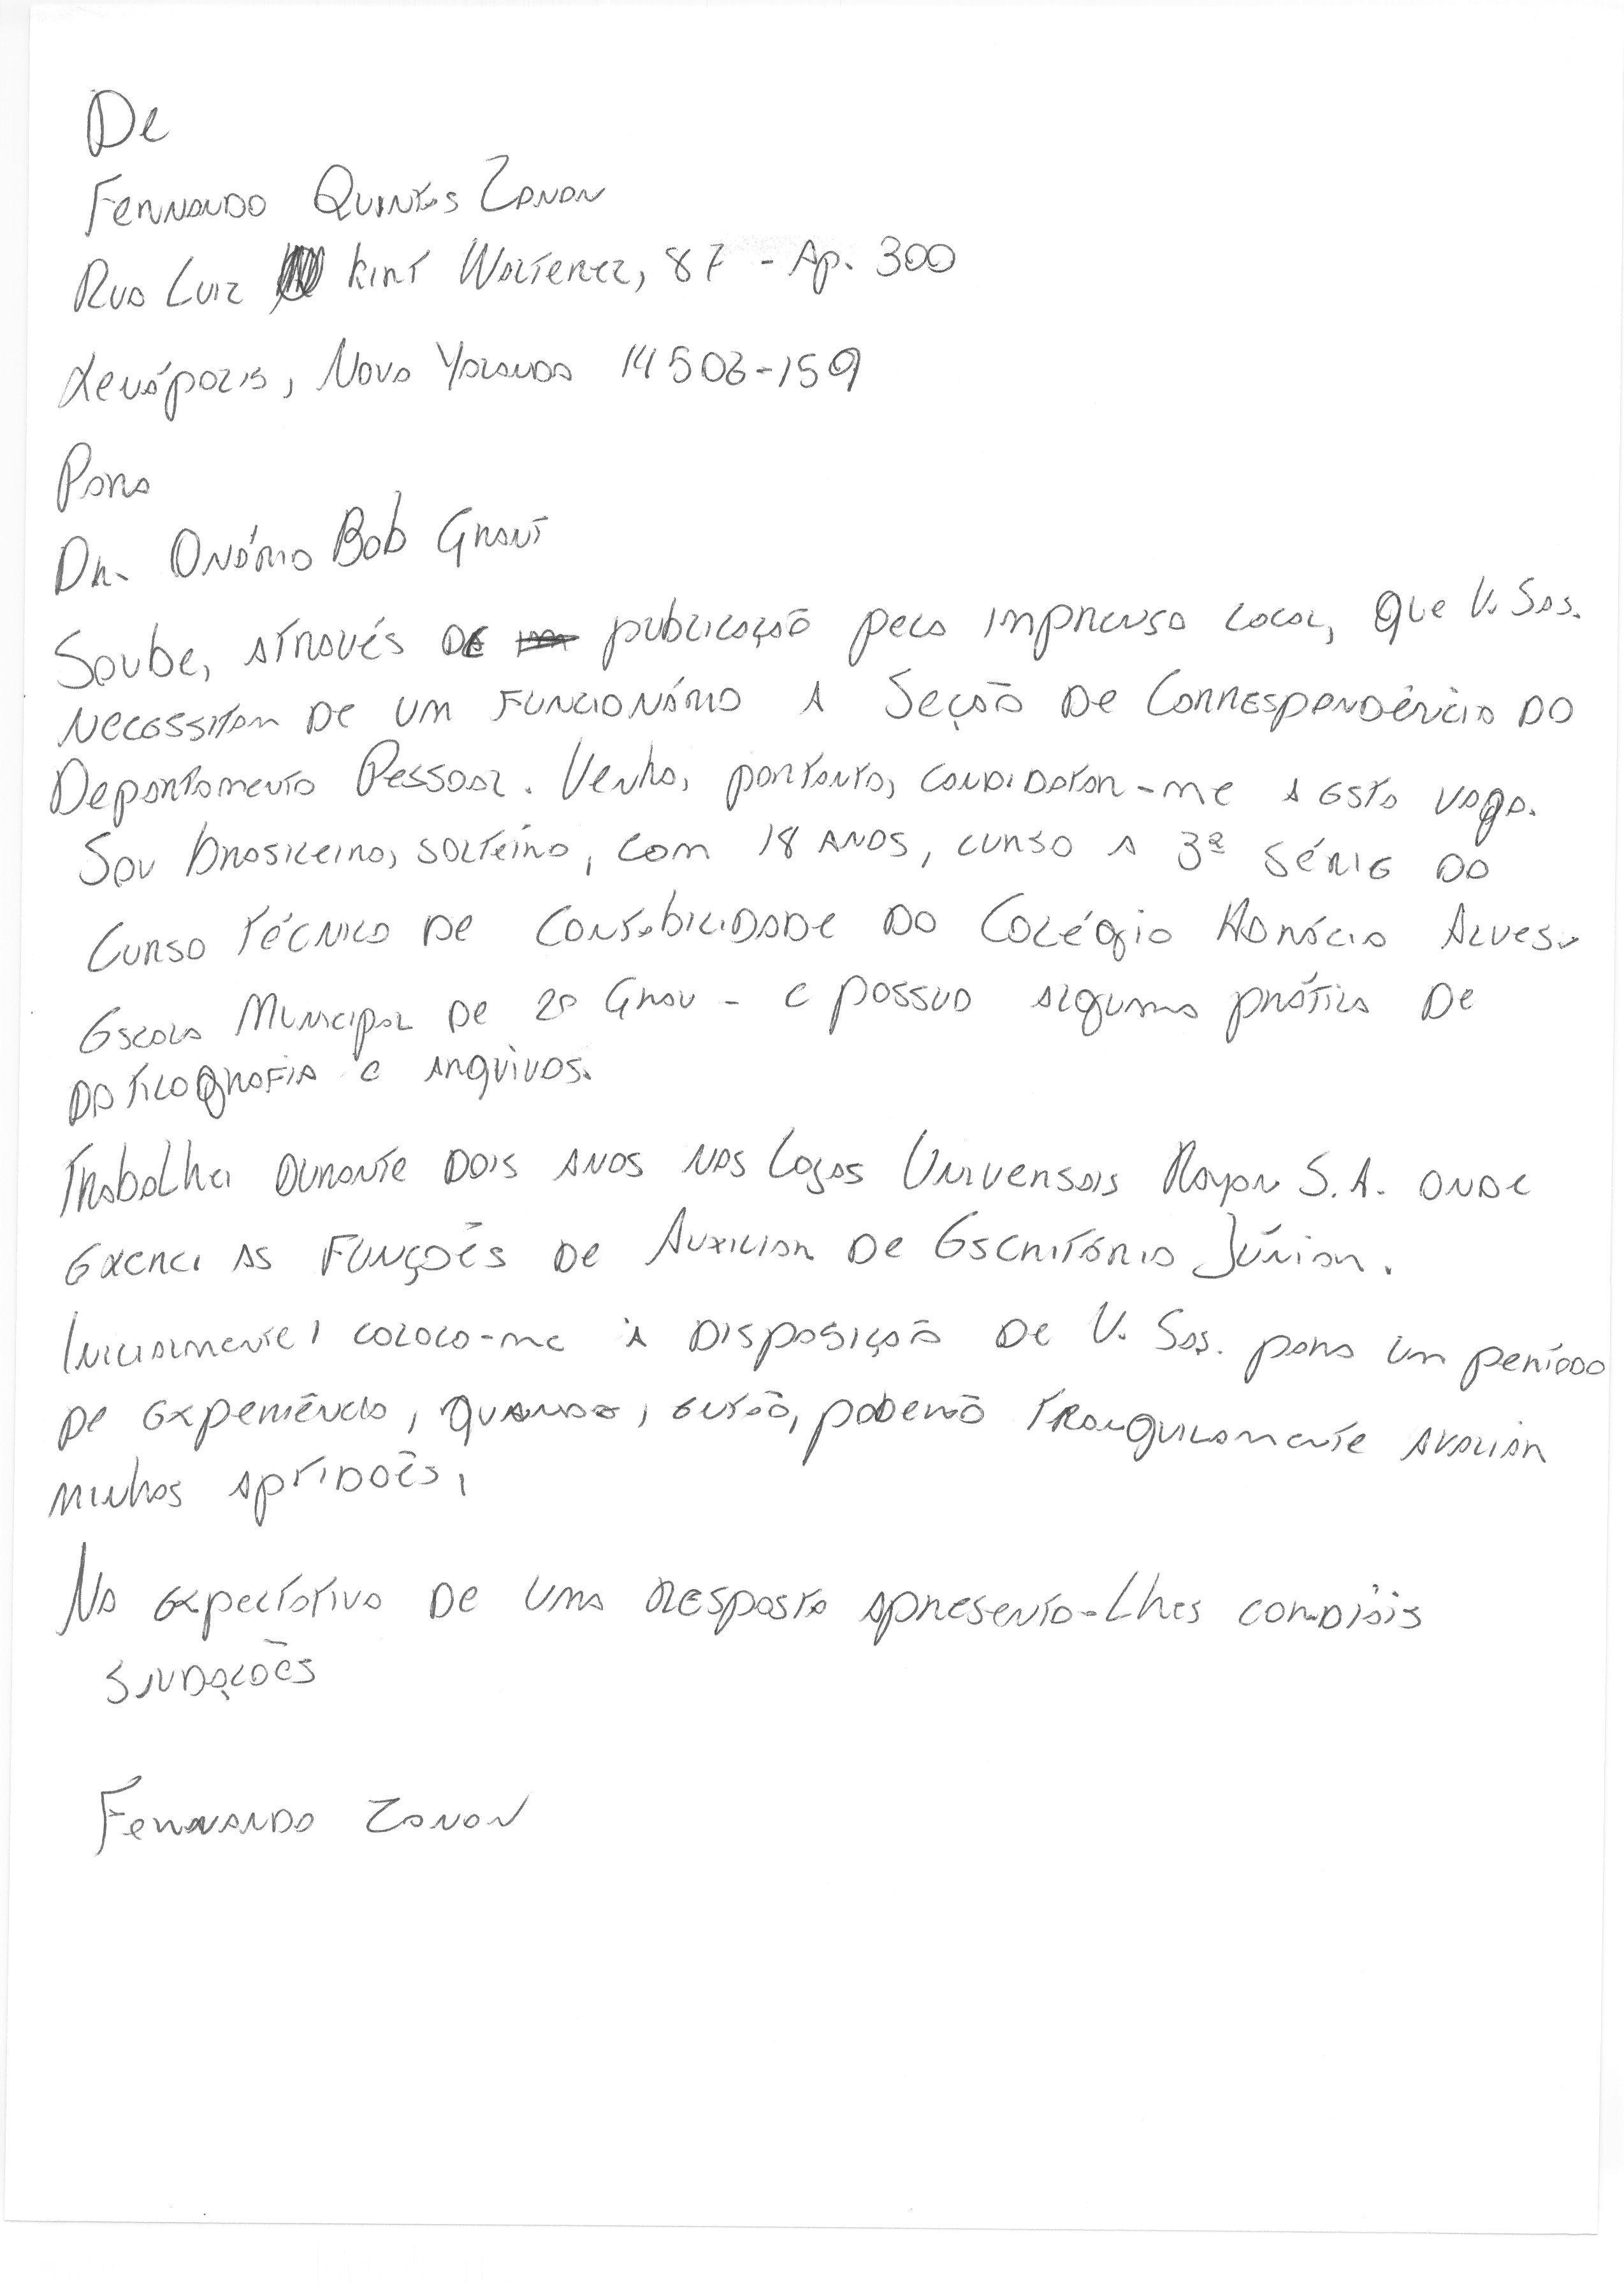 De
Fernando Quintes Zanon
Rua Luiz Kint Walterez, 87 - Ap. 300
Xenápolis, Nova Yolanda 14503-159
Para
Dr. Onório Bob Grant
Soube, através de publicação pela imprensa local, que V. Sas.
necessitam de um funcionário a Seção de Correspondência do
Departamento Pessoal. Venho, portanto, candidatar-me a esta vaga.
Sou brasileiro, solteiro, com 18 anos, curso a 3ª série do
Curso Técnico de Contabilidade do Colégio Horácio Alves -
Escola Municipal de 2º Grau - e possuo alguma prática de
datilografia e arquivos.
Trabalhei durante dois anos nas Lojas Universais Rayon S.A. onde
exerci as funções de Auxiliar de Escritório Júnior.
Inicialmente, coloco-me à disposição de V. Sas. para um período
de experiência, quando, então, poderão tranquilamente avaliar
minhas aptidões,
Na expectativa de uma resposta apresento-lhes cordiais
saudações
Fernando Zanon